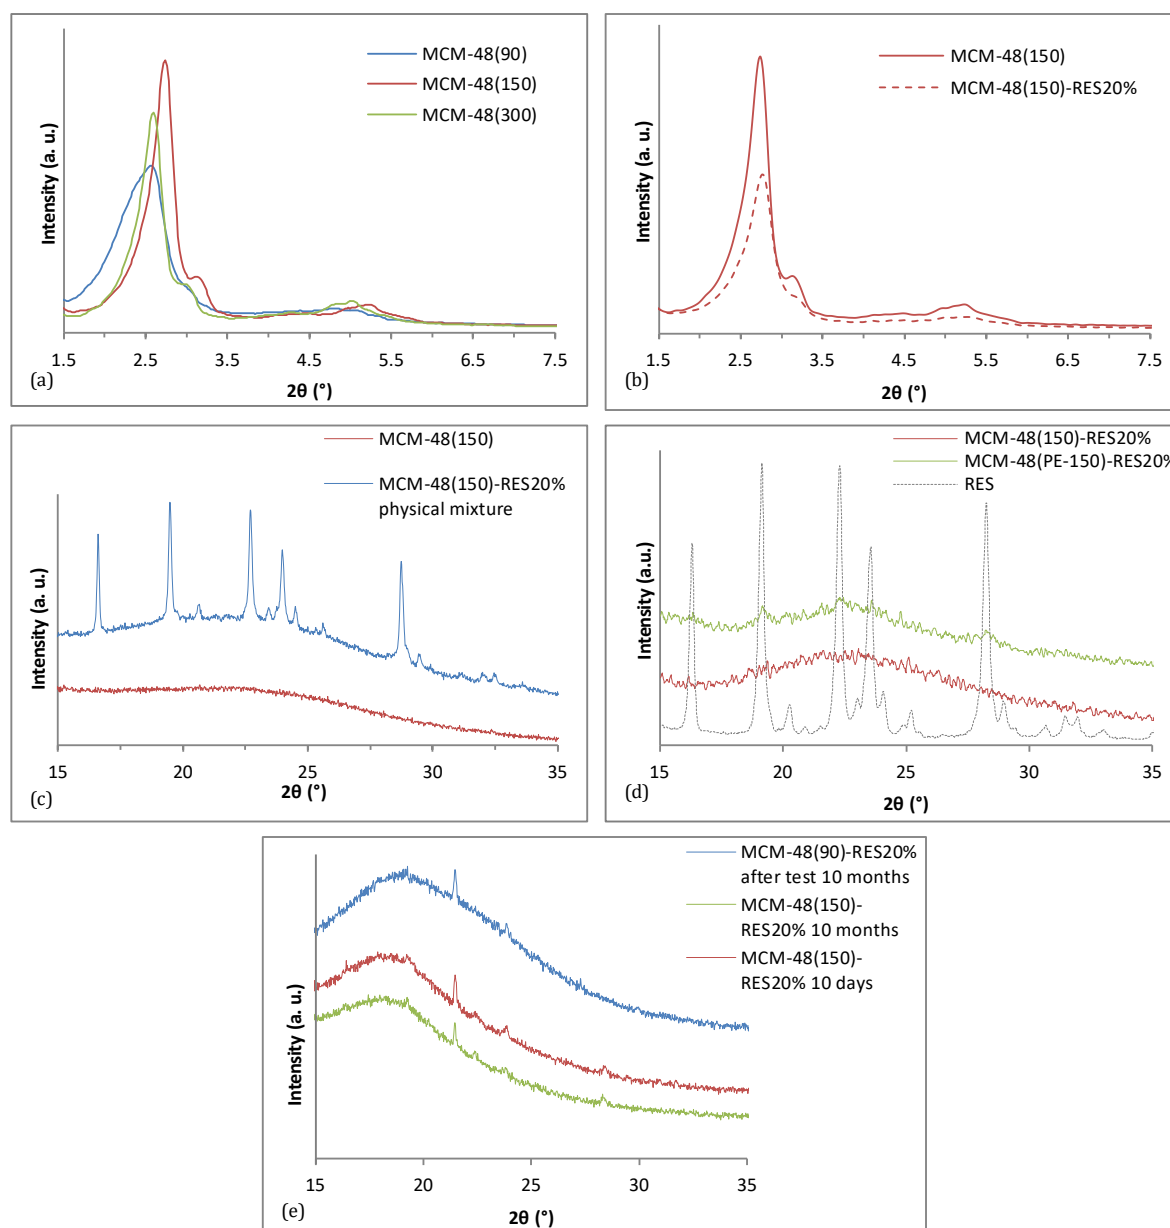 MCM-48(90)
MCM-48(150)
MCM-48(300)
Intensity (a. u.)
1.5 2.5 3.5 4.5 5.5 6.5 7.5
(a)
2θ (°)
MCM-48(150)
MCM-48(150)-RES20%
Intensity (a. u.)
1.5 2.5 3.5 4.5 5.5 6.5 7.5
(b)
2θ (°)
MCM-48(150)
MCM-48(150)-RES20%
physical mixture
Intensity (a. u.)
15 20 25 30 35
(c)
2θ (°)
MCM-48(150)-RES20%
MCM-48(PE-150)-RES20%
RES
Intensity (a.u.)
15 20 25 30 35
(d)
2θ (°)
MCM-48(90)-RES20%
after test 10 months
MCM-48(150)-
RES20% 10 months
MCM-48(150)-
RES20% 10 days
Intensity (a. u.)
15 20 25 30 35
(e)
2θ (°)